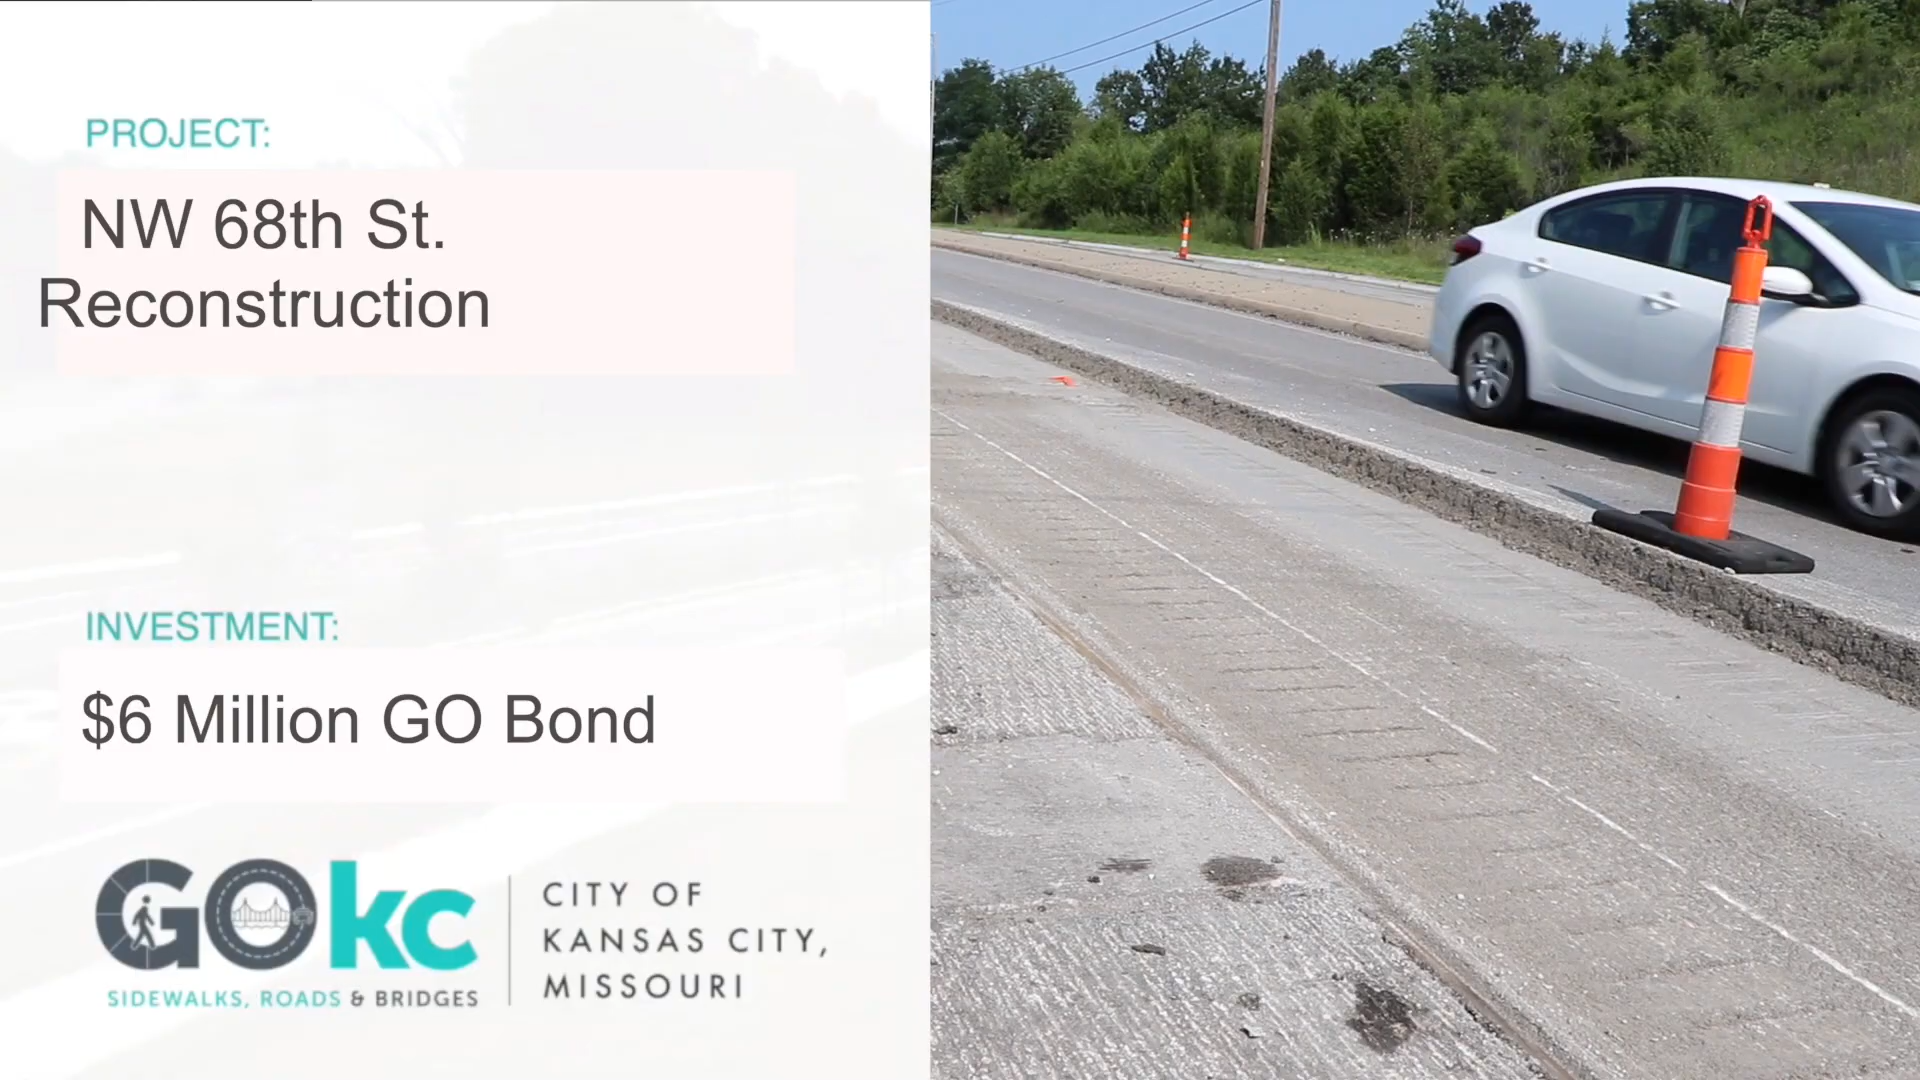 PROJECT:
NW 68th St.
Reconstruction
INVESTMENT:
$6 Million GO Bond
GOkc
SIDEWALKS, ROADS & BRIDGES
CITY OF
KANSAS CITY,
MISSOURI